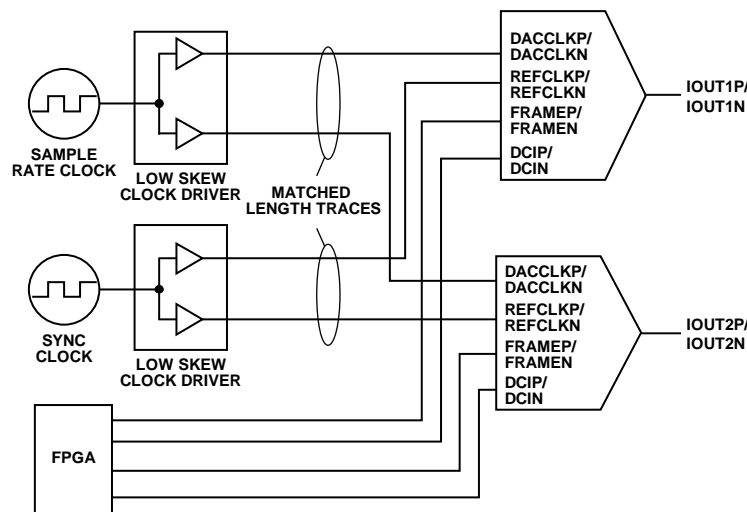 DACCLKP/
DACCLKN
REFCLKP/
REFCLKN
FRAMEP/
FRAMEN
DCIP/
DCIN
IOUT1P/
IOUT1N
SAMPLE
RATE CLOCK
LOW SKEW
CLOCK DRIVER
MATCHED
LENGTH TRACES
SYNC
CLOCK
LOW SKEW
CLOCK DRIVER
DACCLKP/
DACCLKN
REFCLKP/
REFCLKN
FRAMEP/
FRAMEN
DCIP/
DCIN
IOUT2P/
IOUT2N
FPGA